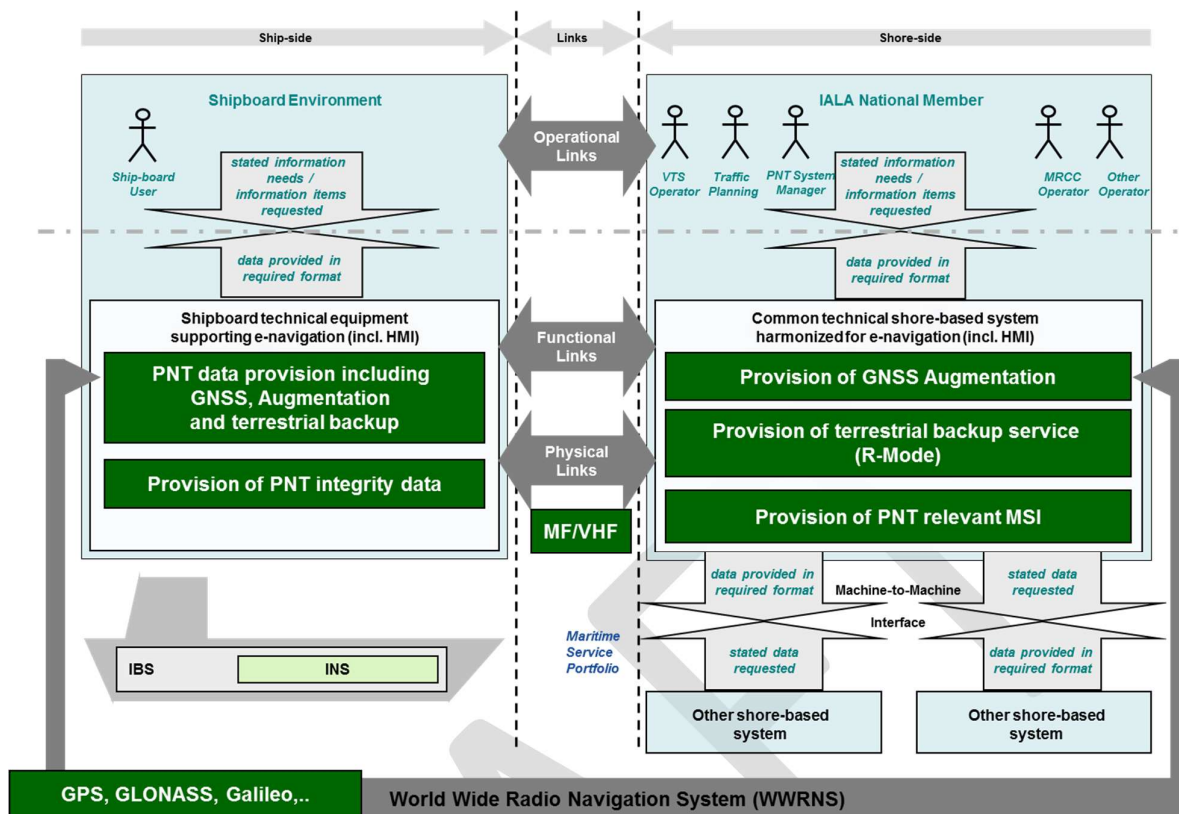 Ship-side
Links
Shore-side
Shipboard Environment
Ship-board
User
stated information
needs /
information items
requested
data provided in
required format
Shipboard technical equipment
supporting e-navigation (incl. HMI)
PNT data provision including
GNSS, Augmentation
and terrestrial backup
Provision of PNT integrity data
IBS
INS
Operational
Links
Functional
Links
Physical
Links
MF/VHF
IALA National Member
VTS
Operator
Traffic
Planning
PNT System
Manager
stated information
needs /
information items
requested
MRCC
Operator
Other
Operator
data provided in
required format
Common technical shore-based system
harmonized for e-navigation (incl. HMI)
Provision of GNSS Augmentation
Provision of terrestrial backup service
(R-Mode)
Provision of PNT relevant MSI
data provided in
required format
Machine-to-Machine
Interface
stated data
requested
Maritime
Service
Portfolio
stated data
requested
data provided in
required format
Other shore-based
system
Other shore-based
system
GPS, GLONASS, Galileo,..
World Wide Radio Navigation System (WWRNS)